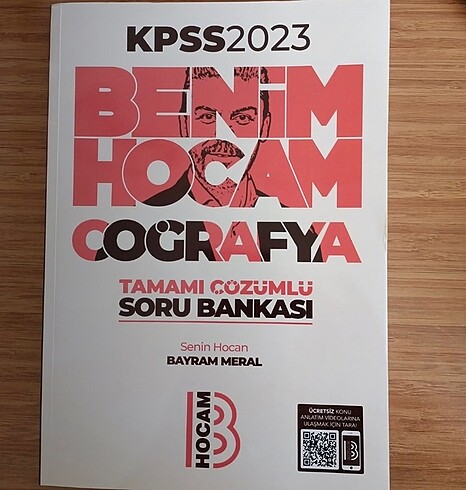 KPSS2023
BENiM
HOCAM
COĞRAFYA
TAMAMI ÇÖZÜMLÜ
SORU BANKASI
Senin Hocan
BAYRAM MERAL
HOCAM
B
ÜCRETSİZ KONU
ANLATIM VİDEOLARINA
ULAŞMAK İÇİN TARA!